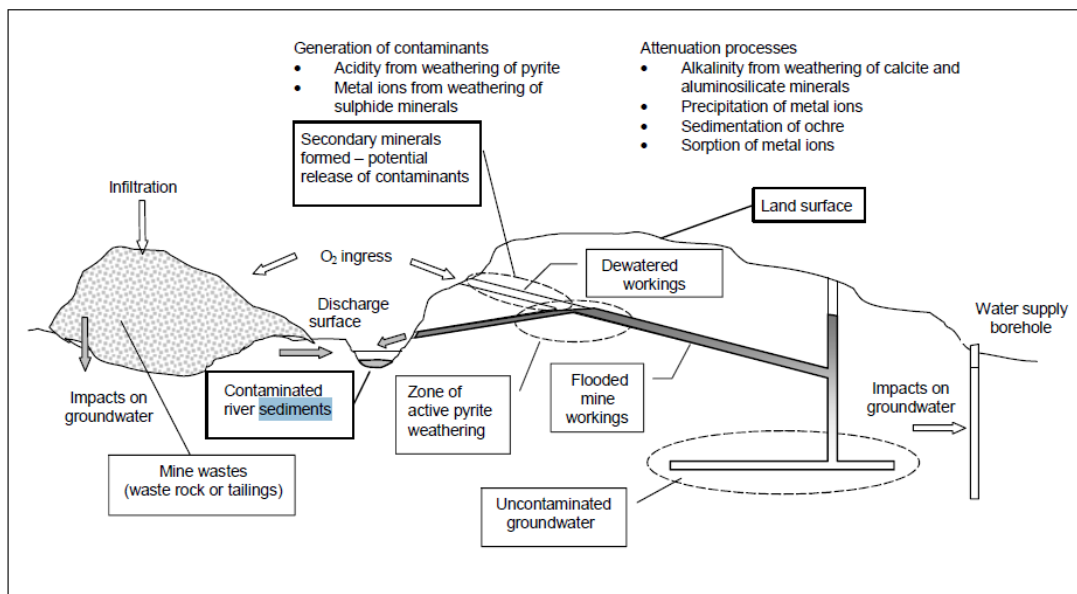 Generation of contaminants
• Acidity from weathering of pyrite
• Metal ions from weathering of
sulphide minerals
Attenuation processes
• Alkalinity from weathering of calcite and
aluminosilicate minerals
• Precipitation of metal ions
• Sedimentation of ochre
• Sorption of metal ions
Secondary minerals
formed – potential
release of contaminants
Infiltration
Land surface
O2 ingress
Dewatered
workings
Discharge
surface
Water supply
borehole
Contaminated
river sediments
Zone of
active pyrite
weathering
Flooded
mine
workings
Impacts on
groundwater
Impacts on
groundwater
Mine wastes
(waste rock or tailings)
Uncontaminated
groundwater